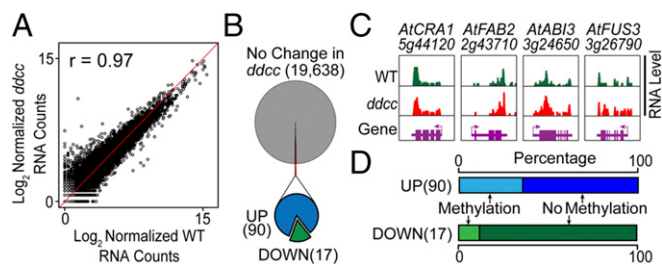 A
15
r = 0.97
Log2 Normalized ddcc
RNA Counts
0
0
15
Log2 Normalized WT
RNA Counts
B
No Change in
ddcc (19,638)
UP
(90)
DOWN(17)
C
AtCRA1 AtFAB2 AtABI3 AtFUS3
5g44120 2g43710 3g24650 3g26790
WT
ddcc
Gene
RNA Level
D
Percentage
0 100
UP(90)
Methylation No Methylation
DOWN(17)
0 100